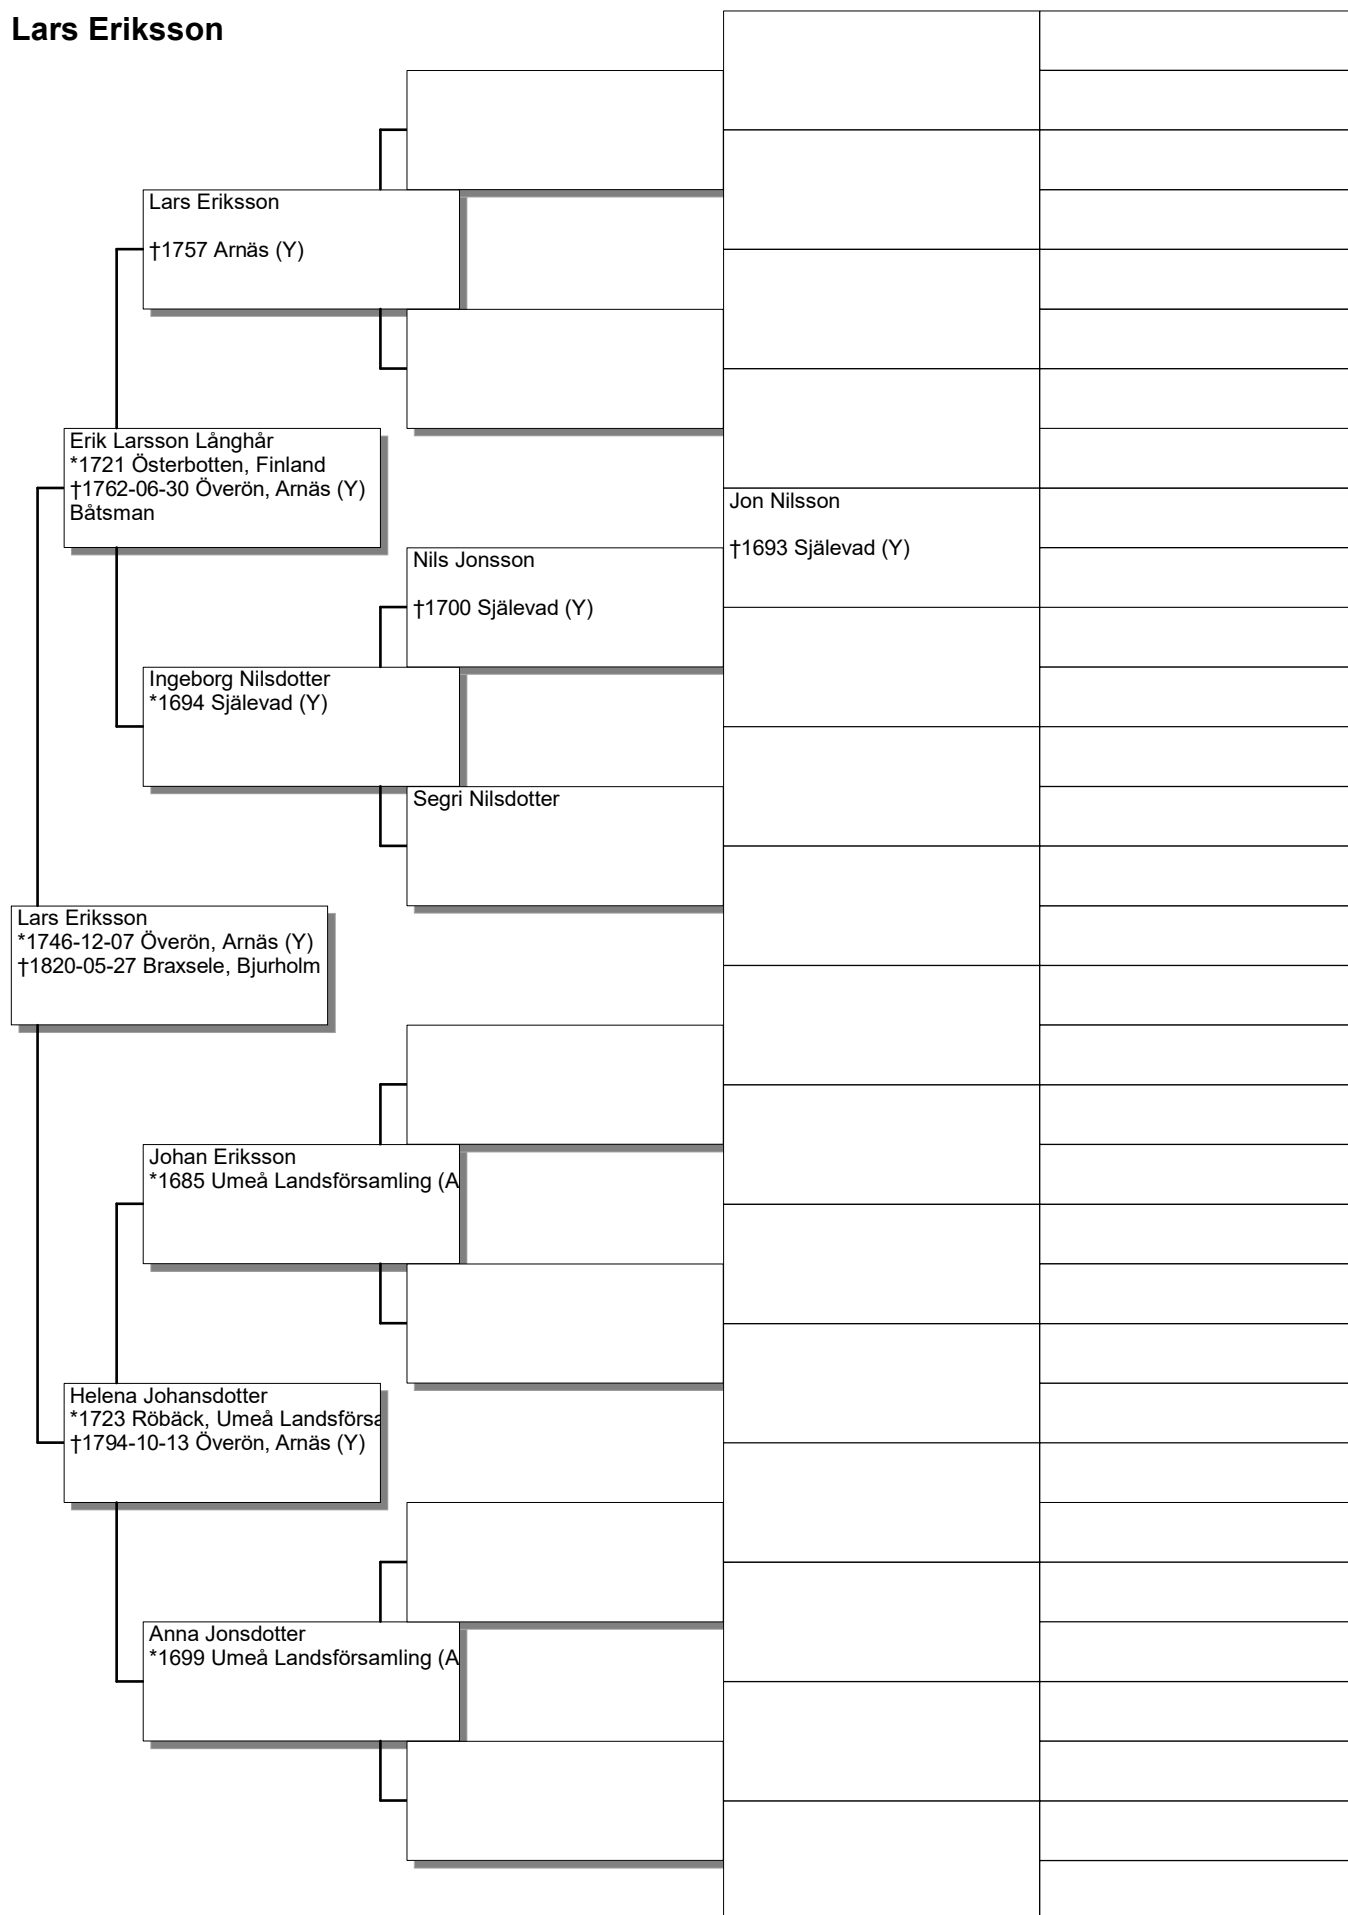 Lars Eriksson
Lars Eriksson
†1757 Arnäs (Y)
Erik Larsson Långhår
*1721 Österbotten, Finland
†1762-06-30 Överön, Arnäs (Y)
Båtsman
Jon Nilsson
†1693 Själevad (Y)
Nils Jonsson
†1700 Själevad (Y)
Ingeborg Nilsdotter
*1694 Själevad (Y)
Segri Nilsdotter
Lars Eriksson
*1746-12-07 Överön, Arnäs (Y)
†1820-05-27 Braxsele, Bjurholm
Johan Eriksson
*1685 Umeå Landsförsamling (A
Helena Johansdotter
*1723 Röbäck, Umeå Landsförsa
†1794-10-13 Överön, Arnäs (Y)
Anna Jonsdotter
*1699 Umeå Landsförsamling (A